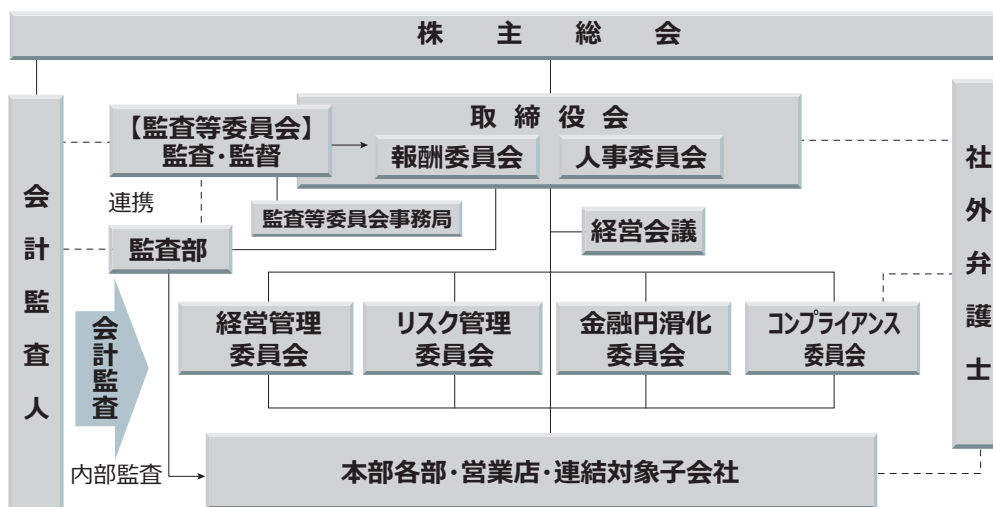 株主総会
会計監査人
【監査等委員会】
監査・監督
取締役会
報酬委員会
人事委員会
社外弁護士
連携
監査等委員会事務局
監査部
経営会議
会計監査
経営管理
委員会
リスク管理
委員会
金融円滑化
委員会
コンプライアンス
委員会
内部監査
本部各部・営業店・連結対象子会社